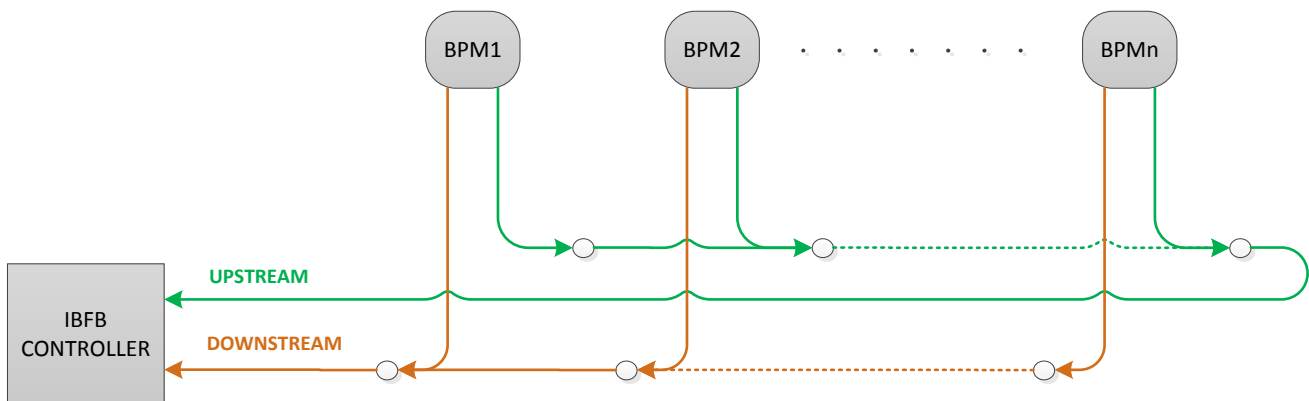 BPM1
BPM2
BPMn
UPSTREAM
IBFB
CONTROLLER
DOWNSTREAM